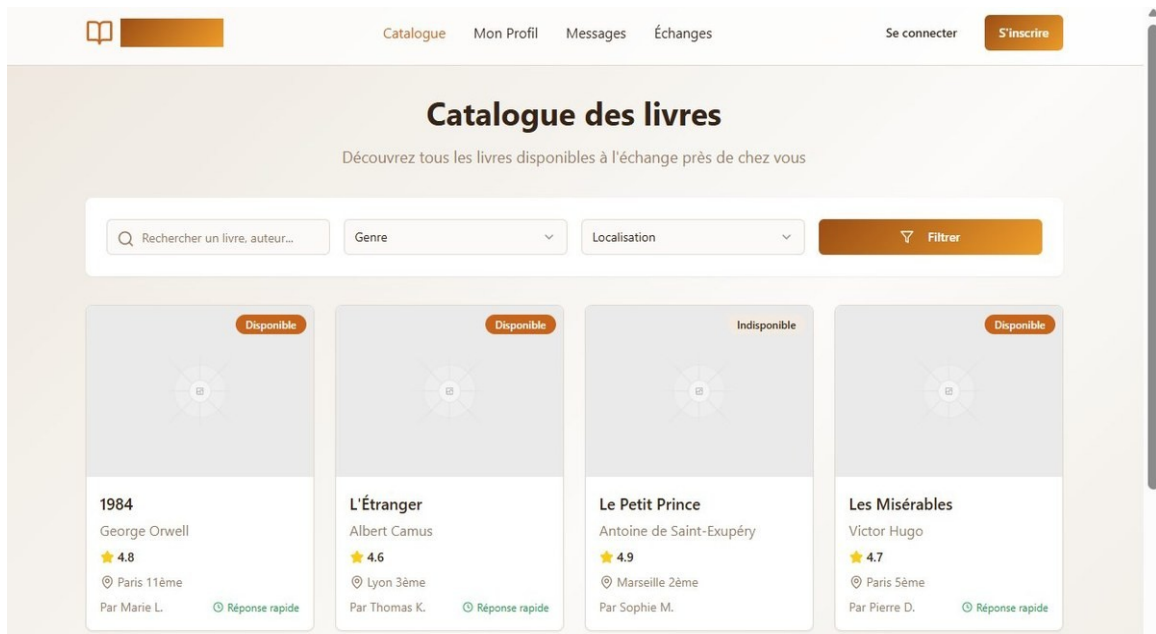 Catalogue Mon Profil Messages Échanges Se connecter S'inscrire
Catalogue des livres
Découvrez tous les livres disponibles à l'échange près de chez vous
Rechercher un livre, auteur... Genre Localisation Filtrer
Disponible Disponible Indisponible Disponible
1984
George Orwell
4.8
Paris 11ème
Par Marie L. Réponse rapide
L'Étranger
Albert Camus
4.6
Lyon 3ème
Par Thomas K. Réponse rapide
Le Petit Prince
Antoine de Saint-Exupéry
4.9
Marseille 2ème
Par Sophie M.
Les Misérables
Victor Hugo
4.7
Paris 5ème
Par Pierre D. Réponse rapide